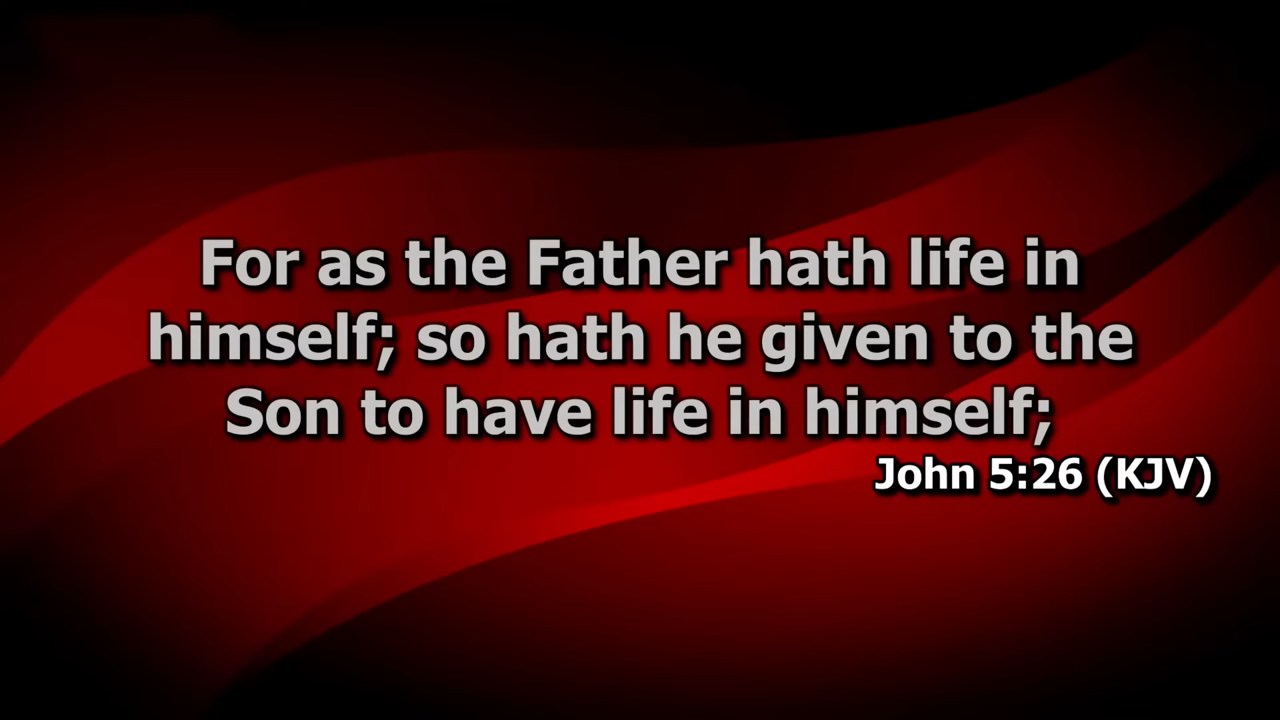 For as the Father hath life in
himself; so hath he given to the
Son to have life in himself;
John 5:26 (KJV)